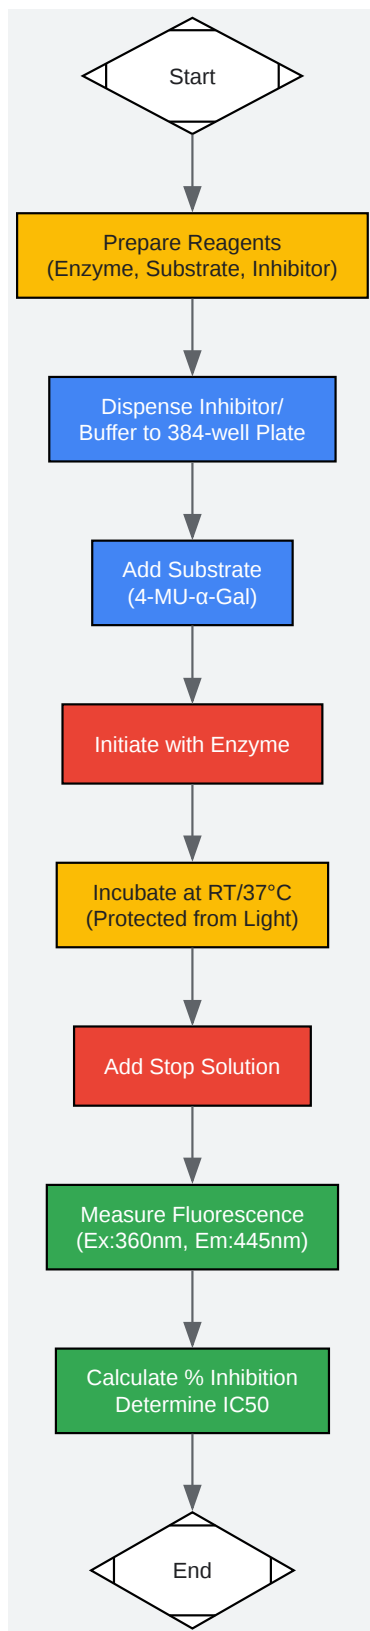 Start
Prepare Reagents
(Enzyme, Substrate, Inhibitor)
Dispense Inhibitor/
Buffer to 384-well Plate
Add Substrate
(4-MU-α-Gal)
Initiate with Enzyme
Incubate at RT/37°C
(Protected from Light)
Add Stop Solution
Measure Fluorescence
(Ex:360nm, Em:445nm)
Calculate % Inhibition
Determine IC50
End